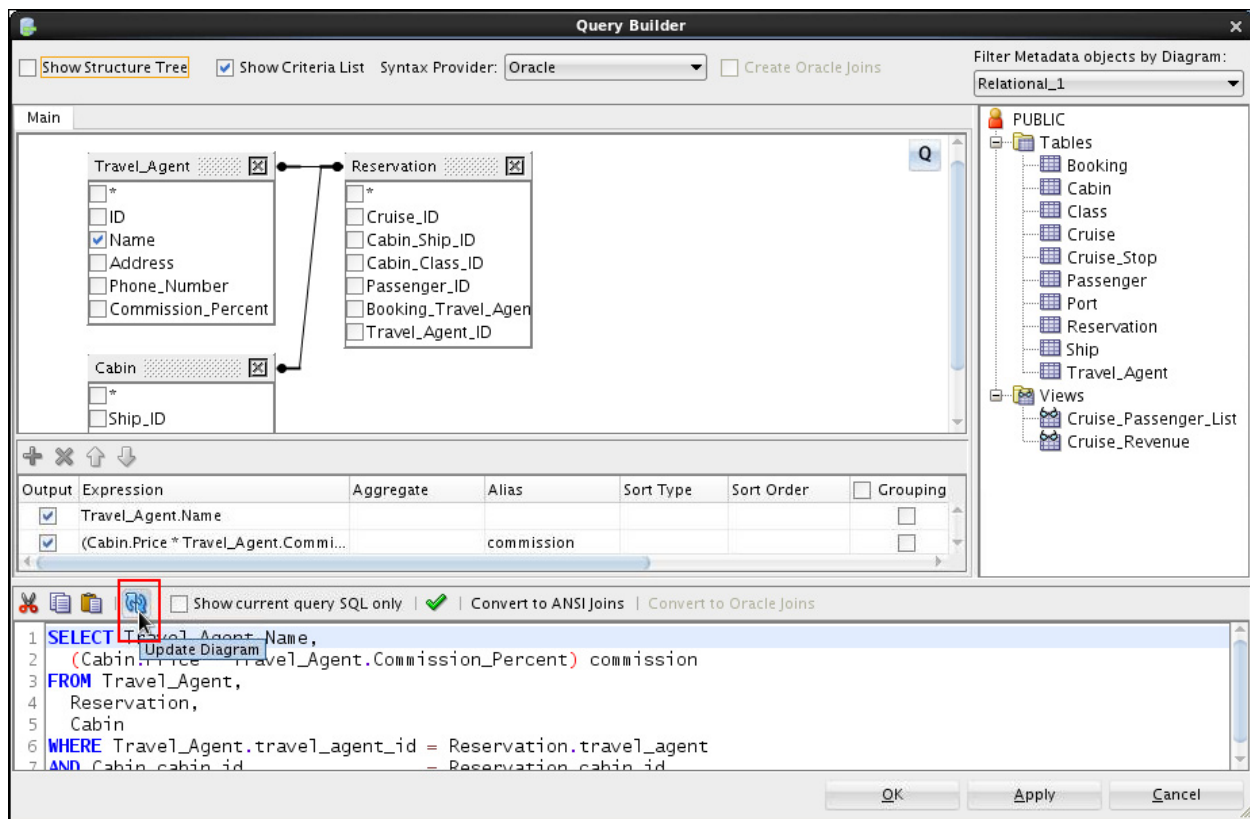 Query Builder
Show Structure Tree Show Criteria List Syntax Provider: Oracle Create Oracle Joins
Filter Metadata objects by Diagram:
Relational_1
Main
Q
Travel_Agent
*
ID
Name
Address
Phone_Number
Commission_Percent
Reservation
*
Cruise_ID
Cabin_Ship_ID
Cabin_Class_ID
Passenger_ID
Booking_Travel_Agen
Travel_Agent_ID
Cabin
*
Ship_ID
PUBLIC
Tables
Booking
Cabin
Class
Cruise
Cruise_Stop
Passenger
Port
Reservation
Ship
Travel_Agent
Views
Cruise_Passenger_List
Cruise_Revenue
Output Expression Aggregate Alias Sort Type Sort Order Grouping
Travel_Agent.Name
(Cabin.Price * Travel_Agent.Commi... commission
Show current query SQL only | Convert to ANSI Joins | Convert to Oracle Joins
1 SELECT Travel_Agent.Name,
Update Diagram
2 (Cabin.Price * Travel_Agent.Commission_Percent) commission
3 FROM Travel_Agent,
4 Reservation,
5 Cabin
6 WHERE Travel_Agent.travel_agent_id = Reservation.travel_agent
7 AND Cabin.cabin_id = Reservation.cabin_id
OK Apply Cancel